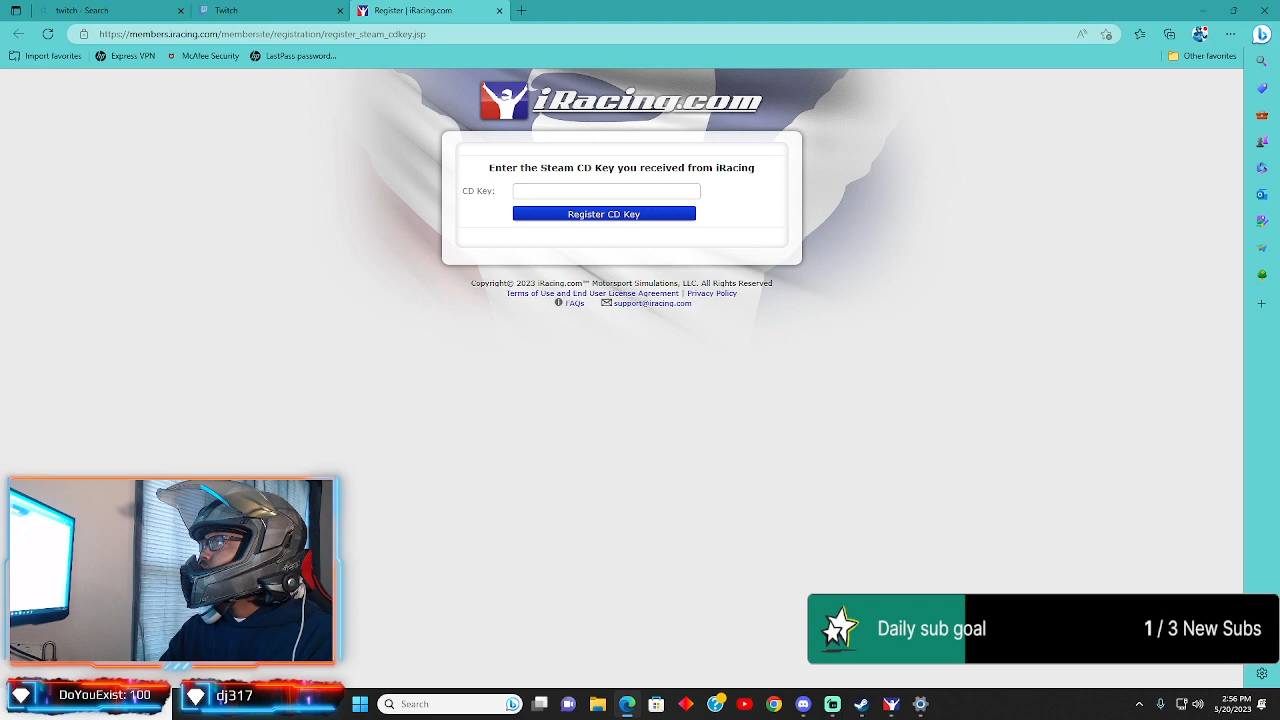 twitch - Search
Twitch
Register | iRacing.com
https://members.iracing.com/membersite/registration/register_steam_cdkey.jsp
Import favorites
Express VPN
McAfee Security
LastPass password...
Other favorites
iRacing.com
Enter the Steam CD Key you received from iRacing
CD Key:
Register CD Key
Copyright© 2023 iRacing.com™ Motorsport Simulations, LLC. All Rights Reserved
Terms of Use and End User License Agreement | Privacy Policy
FAQs support@iracing.com
Daily sub goal
1 / 3 New Subs
DoYouExist: 100
dj317
Search
2:56 PM
5/20/2023